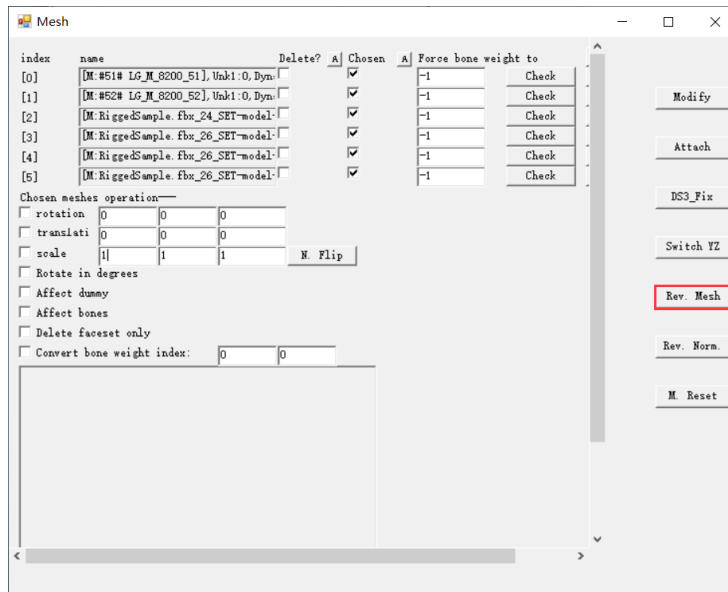 Mesh
index name Delete? A Chosen A Force bone weight to
[0] [M:#51# LG_M_8200_51], Unk1:0, Dyn: -1 Check
[1] [M:#52# LG_M_8200_52], Unk1:0, Dyn: -1 Check
[2] [M:RiggedSample.fbx_24_SET-model- -1 Check
[3] [M:RiggedSample.fbx_26_SET-model- -1 Check
[4] [M:RiggedSample.fbx_26_SET-model- -1 Check
[5] [M:RiggedSample.fbx_26_SET-model- -1 Check
Chosen meshes operation——
rotation 0 0 0
translati 0 0 0
scale 1 1 1 N. Flip
Rotate in degrees
Affect dummy
Affect bones
Delete faceset only
Convert bone weight index: 0 0
Modify
Attach
DS3_Fix
Switch YZ
Rev. Mesh
Rev. Norm.
M. Reset